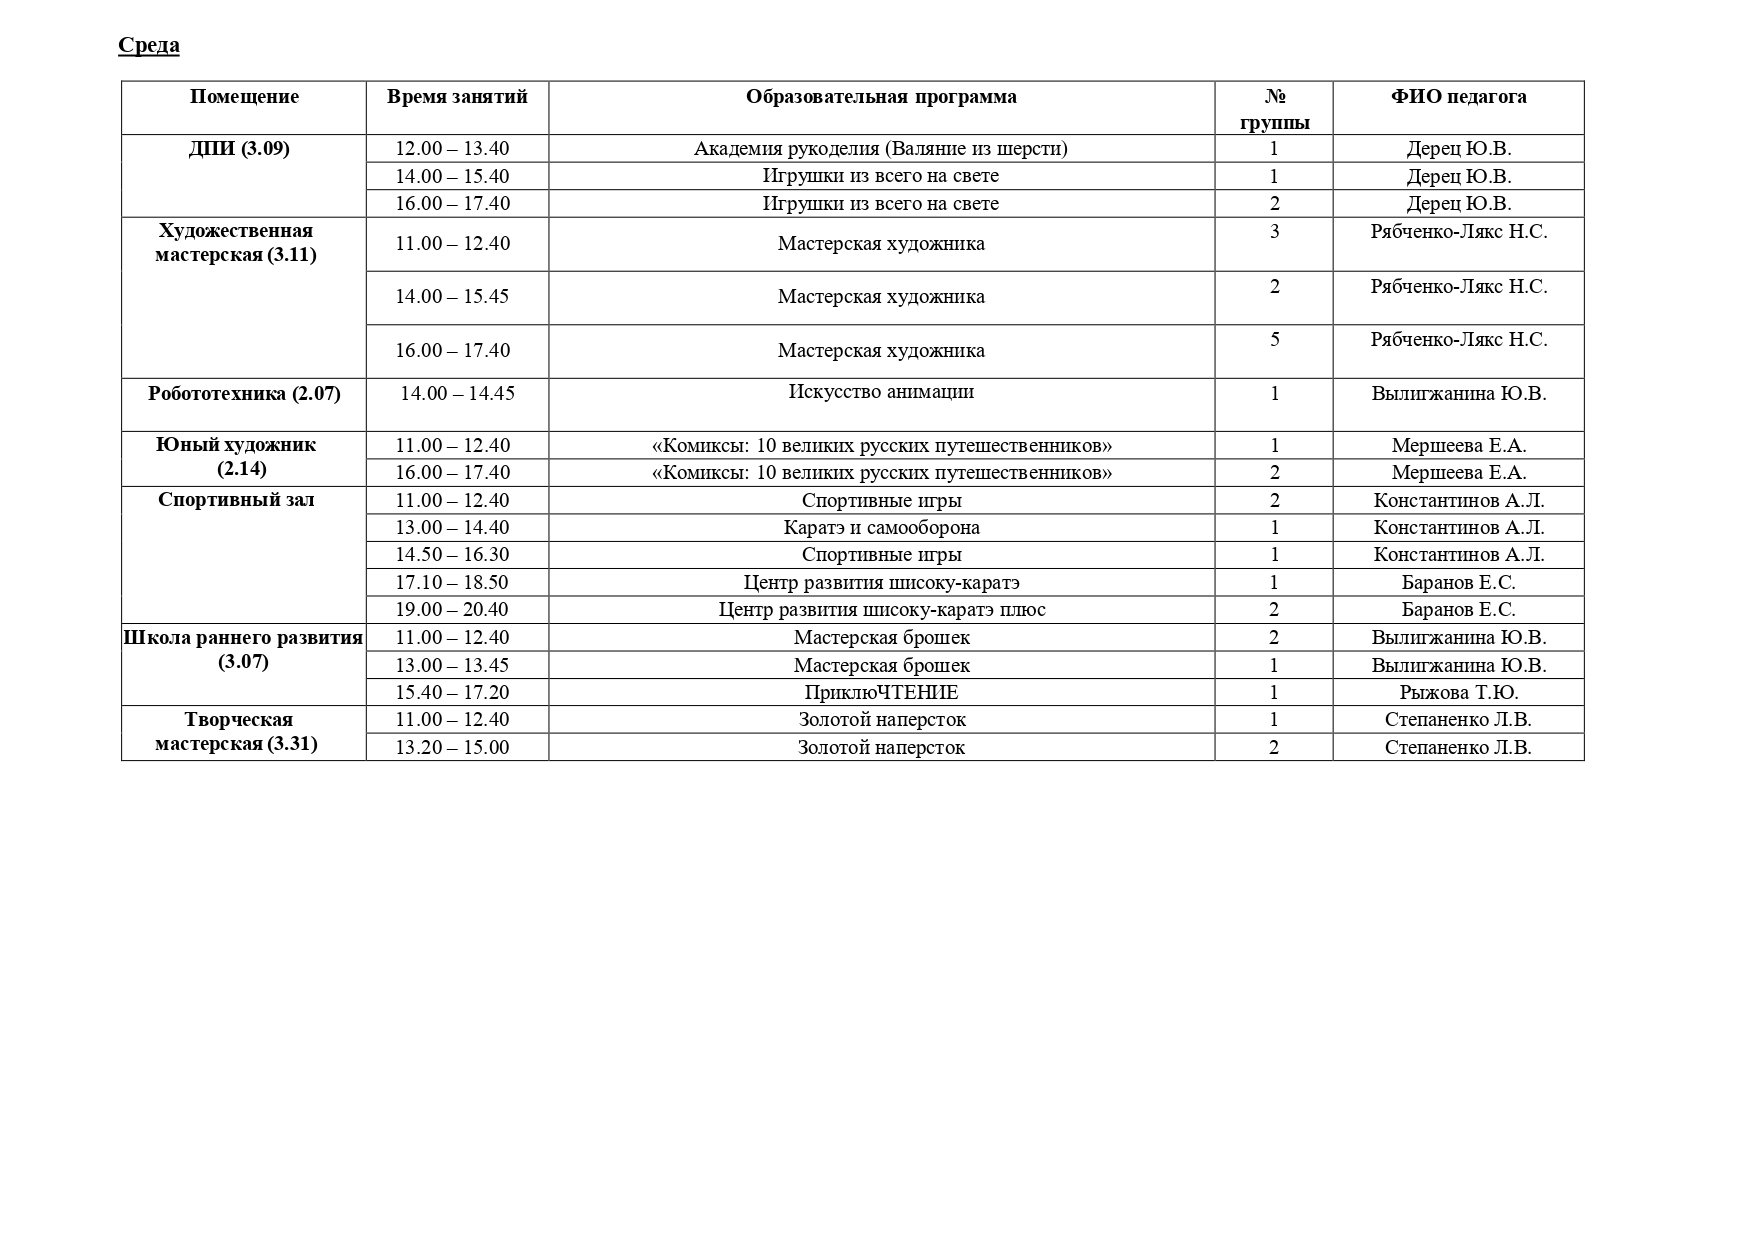 Среда
Помещение Время занятий Образовательная программа № группы ФИО педагога
ДПИ (3.09) 12.00 – 13.40 Академия рукоделия (Валяние из шерсти) 1 Дерец Ю.В.
14.00 – 15.40 Игрушки из всего на свете 1 Дерец Ю.В.
16.00 – 17.40 Игрушки из всего на свете 2 Дерец Ю.В.
Художественная
мастерская (3.11) 11.00 – 12.40 Мастерская художника 3 Рябченко-Лякс Н.С.
14.00 – 15.45 Мастерская художника 2 Рябченко-Лякс Н.С.
16.00 – 17.40 Мастерская художника 5 Рябченко-Лякс Н.С.
Робототехника (2.07) 14.00 – 14.45 Искусство анимации 1 Вылигжанина Ю.В.
Юный художник 11.00 – 12.40 «Комиксы: 10 великих русских путешественников» 1 Мершеева Е.А.
(2.14) 16.00 – 17.40 «Комиксы: 10 великих русских путешественников» 2 Мершеева Е.А.
Спортивный зал 11.00 – 12.40 Спортивные игры 2 Константинов А.Л.
13.00 – 14.40 Каратэ и самооборона 1 Константинов А.Л.
14.50 – 16.30 Спортивные игры 1 Константинов А.Л.
17.10 – 18.50 Центр развития шисоку-каратэ 1 Баранов Е.С.
19.00 – 20.40 Центр развития шисоку-каратэ плюс 2 Баранов Е.С.
Школа раннего развития 11.00 – 12.40 Мастерская брошек 2 Вылигжанина Ю.В.
(3.07) 13.00 – 13.45 Мастерская брошек 1 Вылигжанина Ю.В.
15.40 – 17.20 ПриклюЧТЕНИЕ 1 Рыжова Т.Ю.
Творческая 11.00 – 12.40 Золотой наперсток 1 Степаненко Л.В.
мастерская (3.31) 13.20 – 15.00 Золотой наперсток 2 Степаненко Л.В.